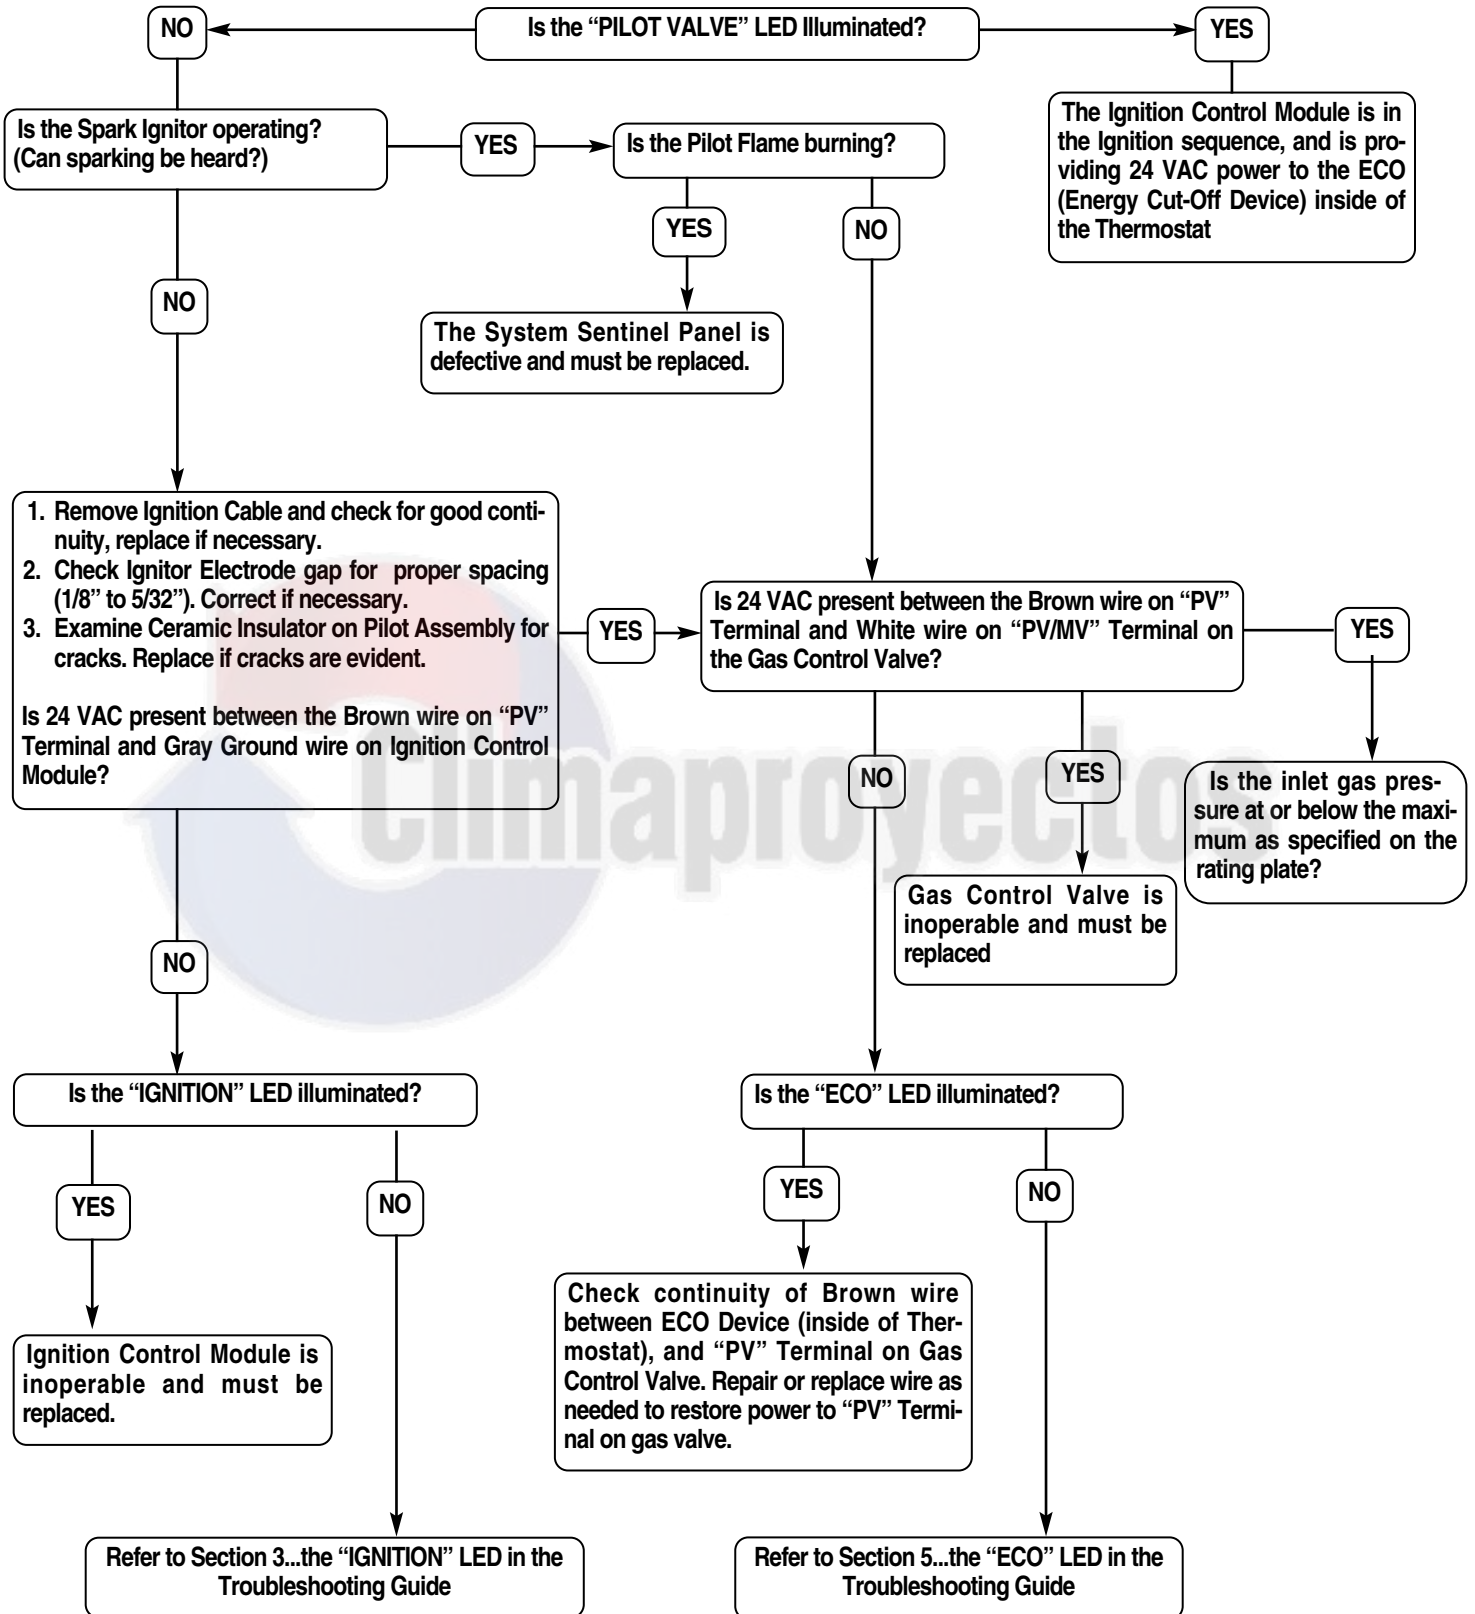 NO
Is the “PILOT VALVE” LED Illuminated?
YES
Is the Spark Ignitor operating?
(Can sparking be heard?)
YES
Is the Pilot Flame burning?
The Ignition Control Module is in
the Ignition sequence, and is pro-
viding 24 VAC power to the ECO
(Energy Cut-Off Device) inside of
the Thermostat
YES
NO
NO
The System Sentinel Panel is
defective and must be replaced.
1. Remove Ignition Cable and check for good conti-
nuity, replace if necessary.
2. Check Ignitor Electrode gap for proper spacing
(1/8” to 5/32”). Correct if necessary.
3. Examine Ceramic Insulator on Pilot Assembly for
cracks. Replace if cracks are evident.
Is 24 VAC present between the Brown wire on “PV”
Terminal and Gray Ground wire on Ignition Control
Module?
YES
Is 24 VAC present between the Brown wire on “PV”
Terminal and White wire on “PV/MV” Terminal on
the Gas Control Valve?
YES
Climaproyectos
NO
YES
Is the inlet gas pres-
sure at or below the maxi-
mum as specified on the
rating plate?
Gas Control Valve is
inoperable and must be
replaced
NO
Is the “IGNITION” LED illuminated?
Is the “ECO” LED illuminated?
YES
NO
YES
NO
Ignition Control Module is
inoperable and must be
replaced.
Check continuity of Brown wire
between ECO Device (inside of Ther-
mostat), and “PV” Terminal on Gas
Control Valve. Repair or replace wire as
needed to restore power to “PV” Termi-
nal on gas valve.
Refer to Section 3...the “IGNITION” LED in the
Troubleshooting Guide
Refer to Section 5...the “ECO” LED in the
Troubleshooting Guide